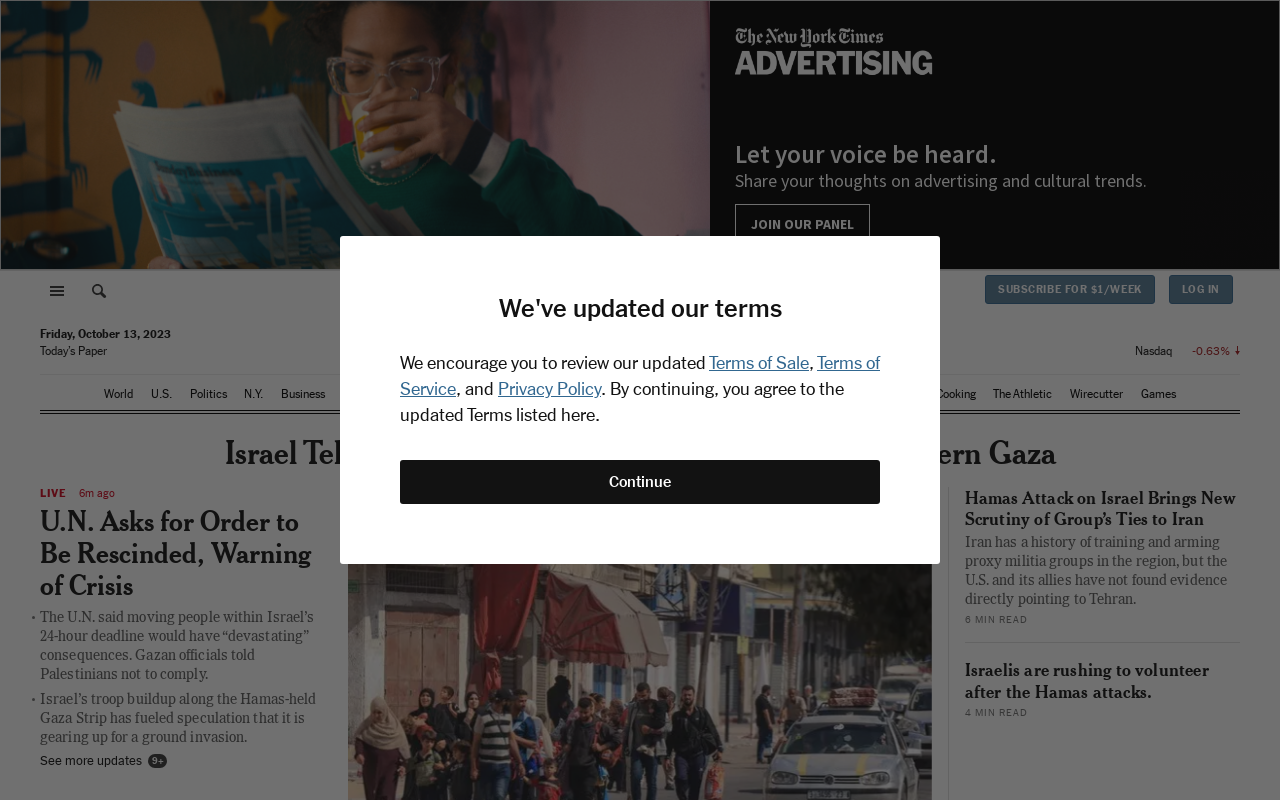 The New York Times
ADVERTISING
Let your voice be heard.
Share your thoughts on advertising and cultural trends.
JOIN OUR PANEL
SUBSCRIBE FOR $1/WEEK
LOG IN
Friday, October 13, 2023
Today's Paper
Nasdaq -0.63%
World U.S. Politics N.Y. Business Cooking The Athletic Wirecutter Games
We've updated our terms
We encourage you to review our updated Terms of Sale, Terms of
Service, and Privacy Policy. By continuing, you agree to the
updated Terms listed here.
Continue
Israel
Gaza
LIVE 6m ago
U.N. Asks for Order to
Be Rescinded, Warning
of Crisis
• The U.N. said moving people within Israel’s
24-hour deadline would have “devastating”
consequences. Gazan officials told
Palestinians not to comply.
• Israel’s troop buildup along the Hamas-held
Gaza Strip has fueled speculation that it is
gearing up for a ground invasion.
See more updates 9+
Hamas Attack on Israel Brings New
Scrutiny of Group’s Ties to Iran
Iran has a history of training and arming
proxy militia groups in the region, but the
U.S. and its allies have not found evidence
directly pointing to Tehran.
6 MIN READ
Israelis are rushing to volunteer
after the Hamas attacks.
4 MIN READ